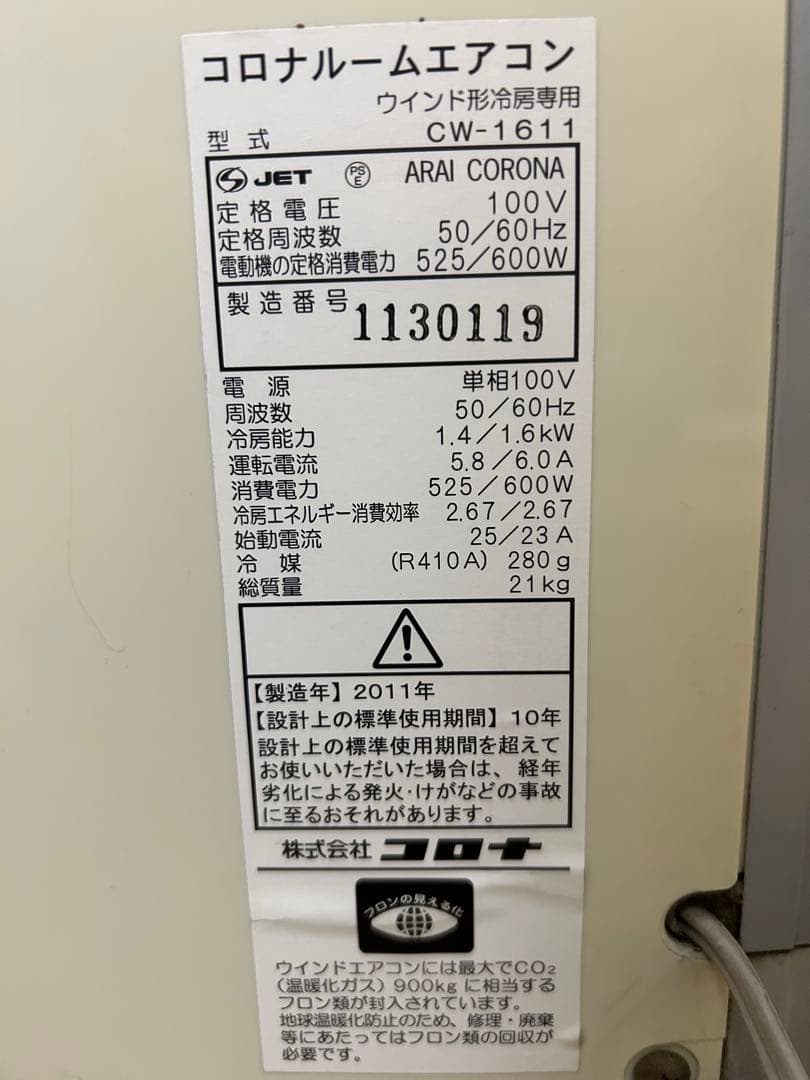 コロナルームエアコン
ウインド形冷房専用
型式 CW-1611
JET PSE ARAI CORONA
定格電圧 100V
定格周波数 50/60Hz
電動機の定格消費電力 525/600W
製造番号 1130119
電源 単相100V
周波数 50/60Hz
冷房能力 1.4/1.6kW
運転電流 5.8/6.0A
消費電力 525/600W
冷房エネルギー消費効率 2.67/2.67
始動電流 25/23A
冷媒 (R410A) 280g
総質量 21kg
【製造年】2011年
【設計上の標準使用期間】10年
設計上の標準使用期間を超えて
お使いいただいた場合は、経年
劣化による発火・けがなどの事故
に至るおそれがあります。
株式会社 コロナ
フロンの見える化
ウインドエアコンには最大でCO₂
(温暖化ガス)900kgに相当する
フロン類が封入されています。
地球温暖化防止のため、修理・廃棄
等にあたってはフロン類の回収が
必要です。